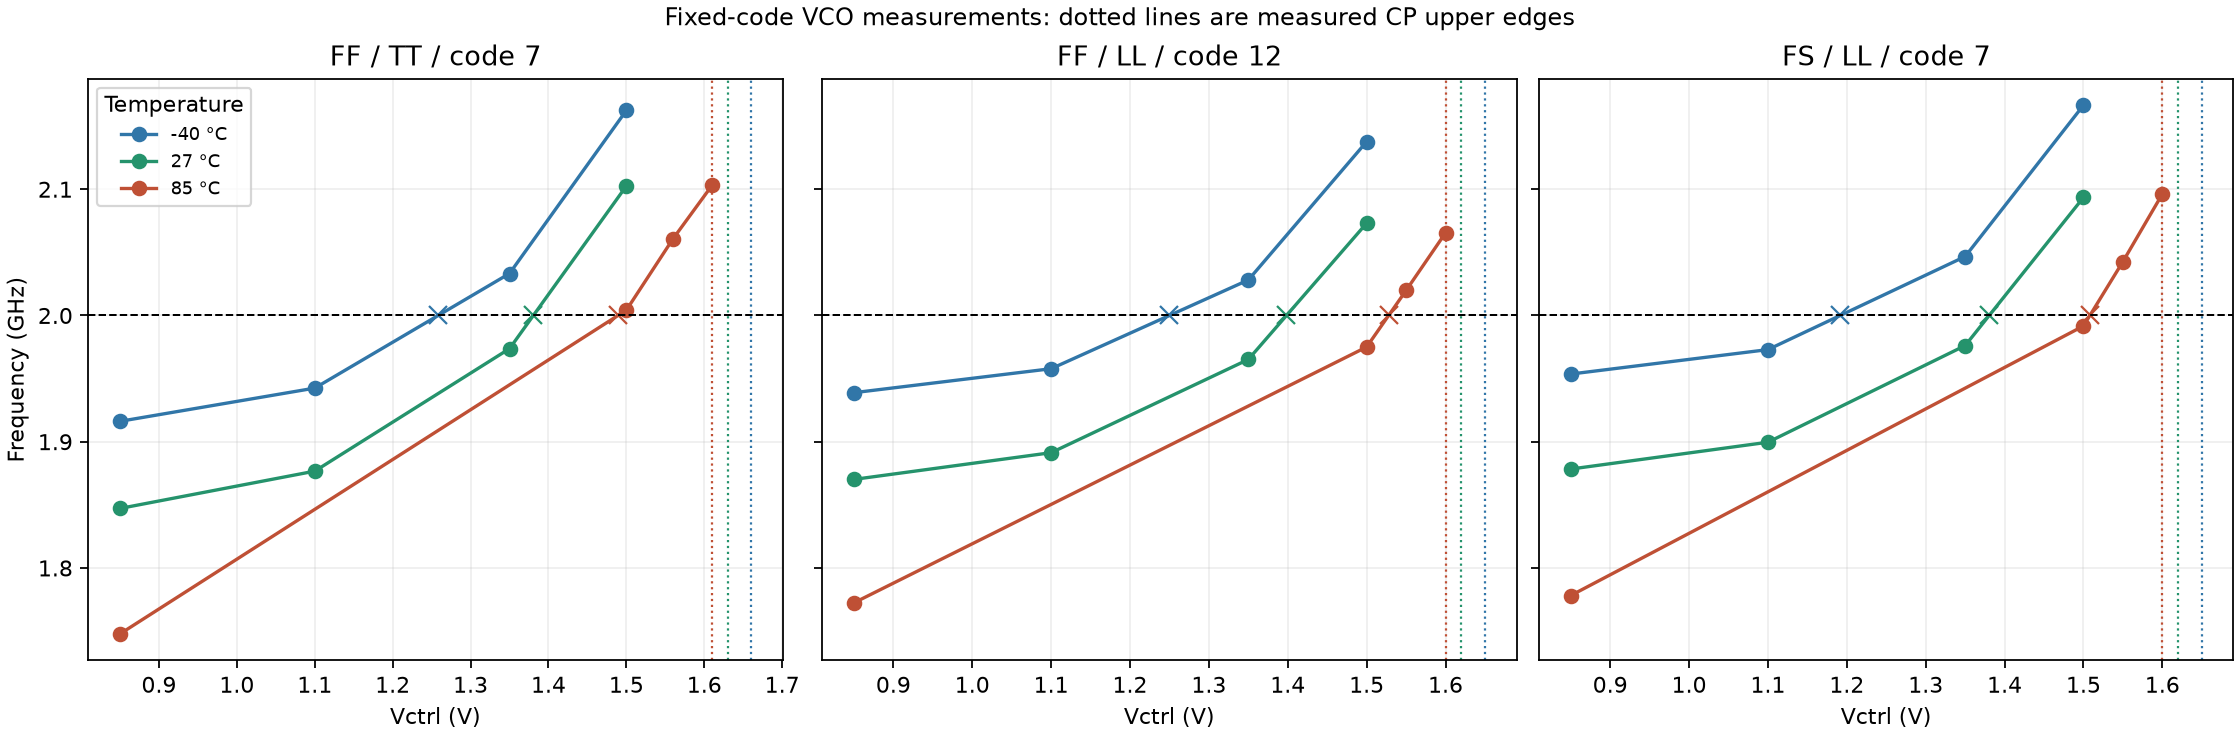 Fixed-code VCO measurements: dotted lines are measured CP upper edges
FF / TT / code 7
FF / LL / code 12
FS / LL / code 7
Temperature
-40 °C
27 °C
85 °C
Frequency (GHz)
2.1
2.0
1.9
1.8
0.9 1.0 1.1 1.2 1.3 1.4 1.5 1.6 1.7
0.9 1.0 1.1 1.2 1.3 1.4 1.5 1.6
0.9 1.0 1.1 1.2 1.3 1.4 1.5 1.6
Vctrl (V)
Vctrl (V)
Vctrl (V)